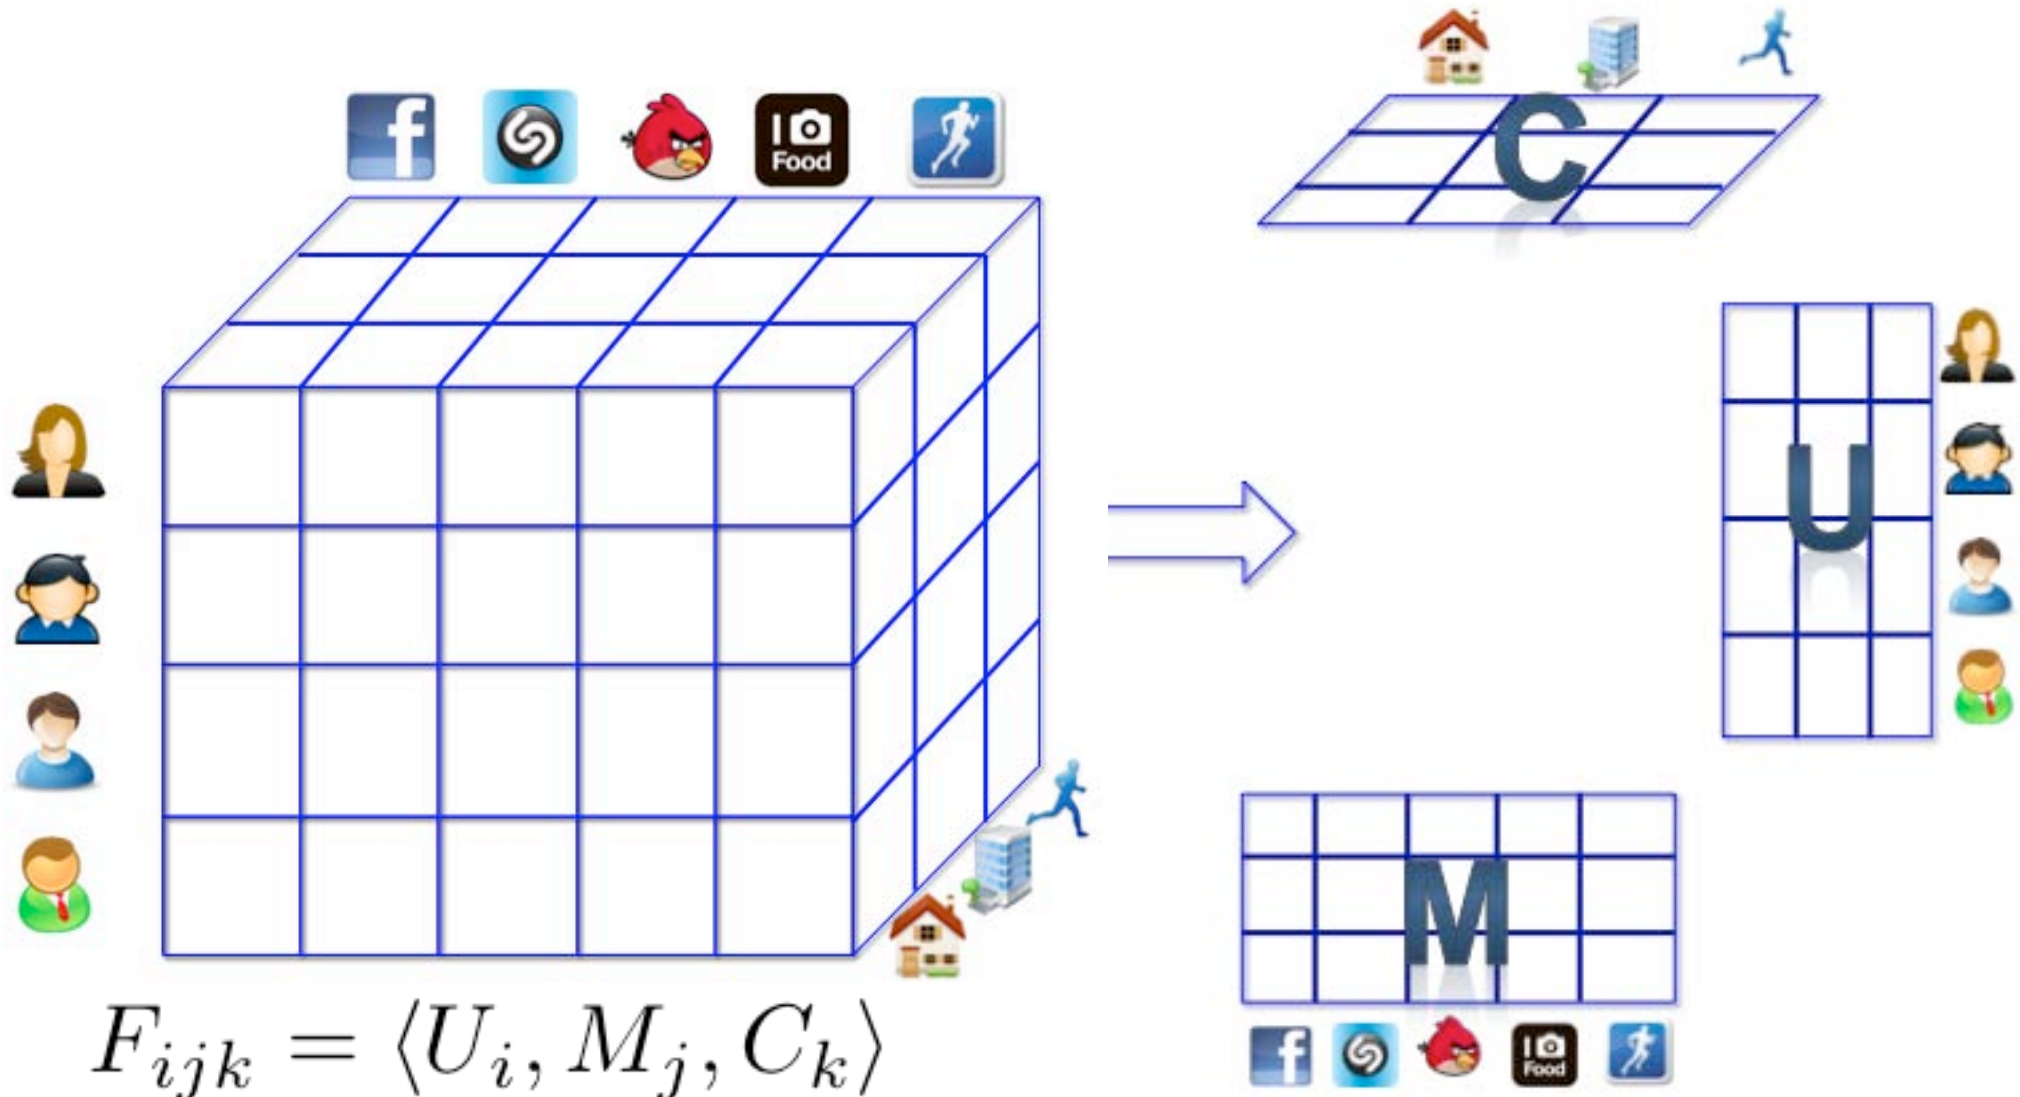 f
I
Food
C
U
M
f
I
Food
F_{ijk} = ⟨U_i, M_j, C_k⟩